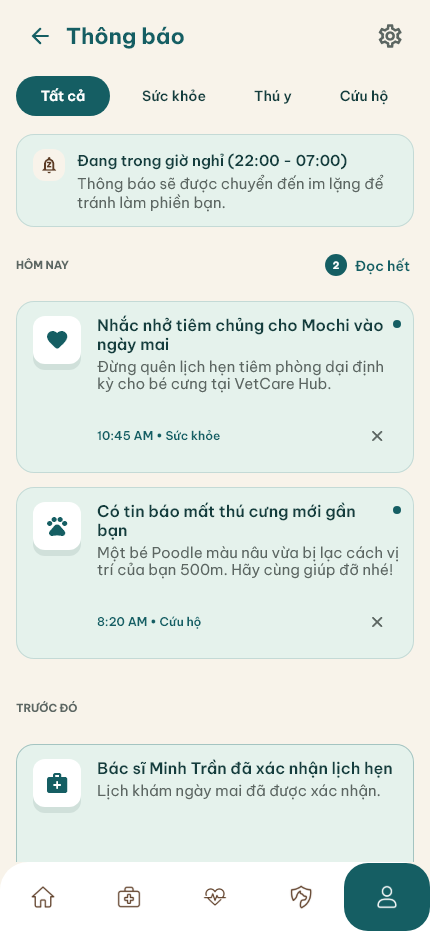 Thông báo
Tất cả
Sức khỏe
Thú y
Cứu hộ
Đang trong giờ nghỉ (22:00 - 07:00)
Thông báo sẽ được chuyển đến im lặng để
tránh làm phiền bạn.
HÔM NAY
2
Đọc hết
Nhắc nhở tiêm chủng cho Mochi vào
ngày mai
Đừng quên lịch hẹn tiêm phòng dại định
kỳ cho bé cưng tại VetCare Hub.
10:45 AM • Sức khỏe
Có tin báo mất thú cưng mới gần
bạn
Một bé Poodle màu nâu vừa bị lạc cách vị
trí của bạn 500m. Hãy cùng giúp đỡ nhé!
8:20 AM • Cứu hộ
TRƯỚC ĐÓ
Bác sĩ Minh Trần đã xác nhận lịch hẹn
Lịch khám ngày mai đã được xác nhận.